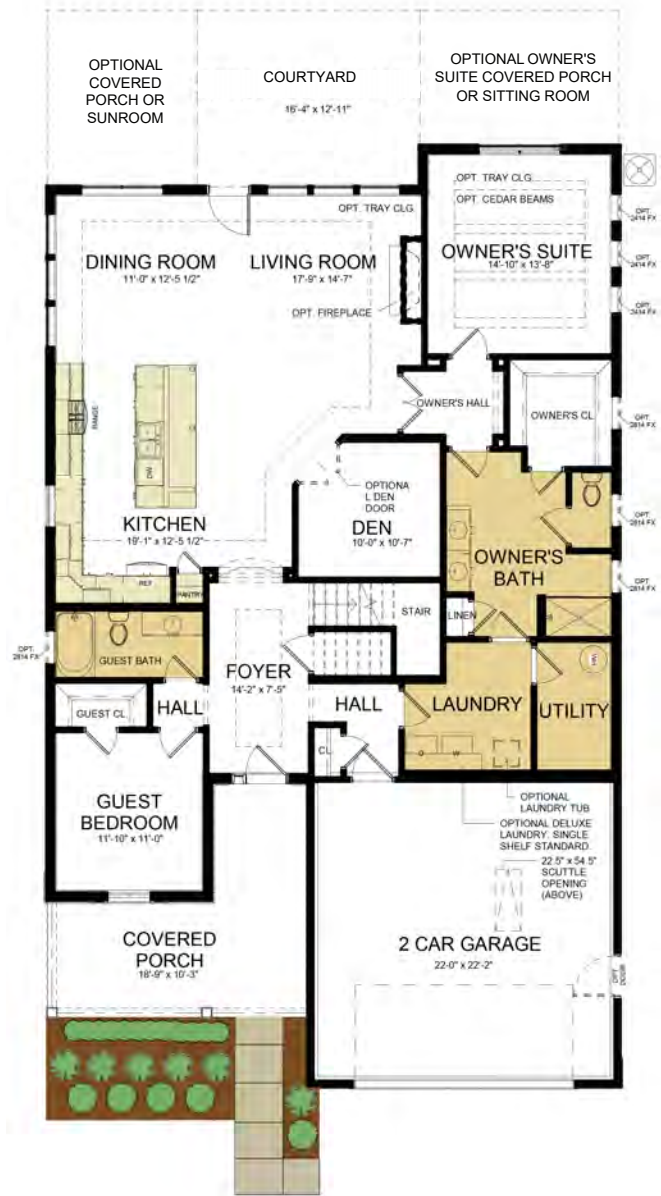 OPTIONAL
COVERED
PORCH OR
SUNROOM
COURTYARD
16'-4" x 12'-11"
OPTIONAL OWNER'S
SUITE COVERED PORCH
OR SITTING ROOM
OPT. TRAY CLG
OPT. TRAY CLG
OPT. CEDAR BEAMS
OPT.
2414 FX
OPT.
2414 FX
OPT.
2414 FX
DINING ROOM
11'-0" x 12'-5 1/2"
LIVING ROOM
17'-9" x 14'-7"
OWNER'S SUITE
14'-10" x 13'-8"
OPT. FIREPLACE
RANGE
DW
OWNER'S HALL
OWNER'S CL
OPT.
2814 FX
OPTIONA
L DEN
DOOR
KITCHEN
19'-1" x 12'-5 1/2"
DEN
10'-0" x 10'-7"
OPT.
2814 FX
OWNER'S
BATH
OPT.
2814 FX
REF
PANTRY
STAIR
LINEN
OPT.
2814 FX
GUEST BATH
FOYER
14'-2" x 7'-5"
WH
GUEST CL
HALL
HALL
LAUNDRY
UTILITY
CL
D
W
GUEST
BEDROOM
11'-10" x 11'-0"
OPTIONAL
LAUNDRY TUB
OPTIONAL DELUXE
LAUNDRY. SINGLE
SHELF STANDARD.
22.5" x 54.5"
SCUTTLE
OPENING
(ABOVE)
COVERED
PORCH
18'-9" x 10'-3"
2 CAR GARAGE
22'-0" x 22'-2"
OPT.
DOOR